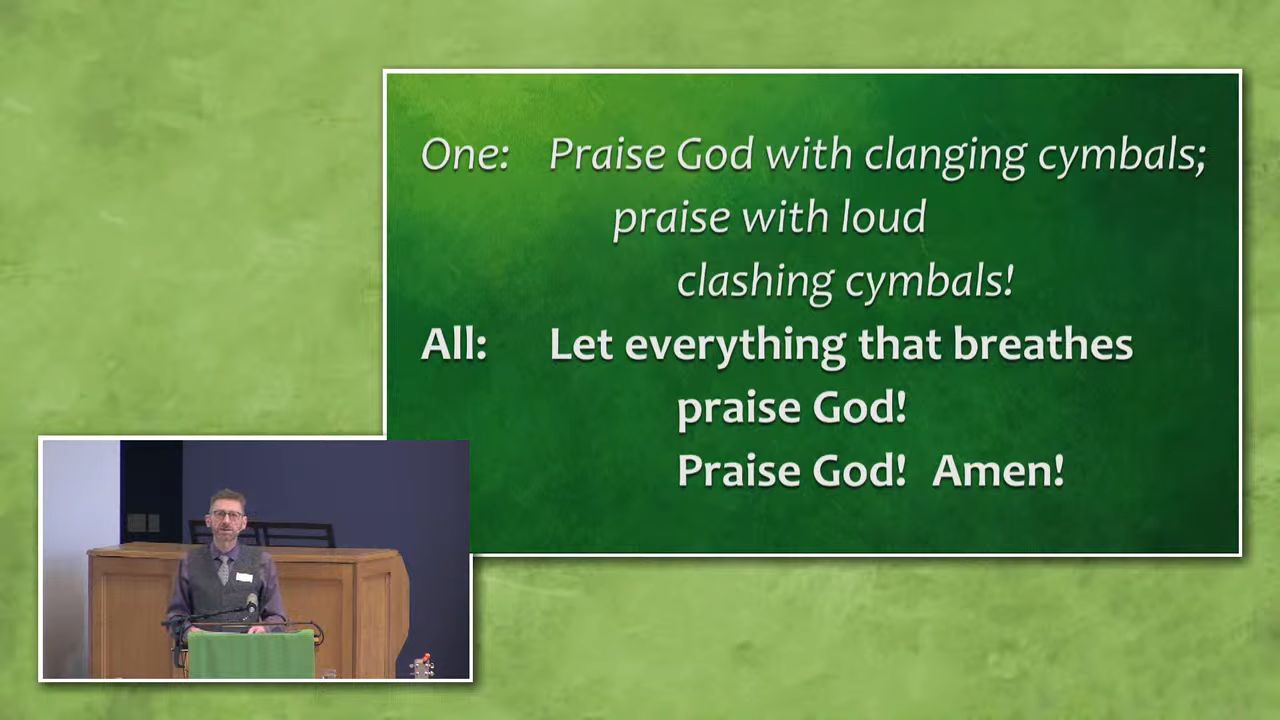 One: Praise God with clanging cymbals;
praise with loud
clashing cymbals!
All: Let everything that breathes
praise God!
Praise God! Amen!